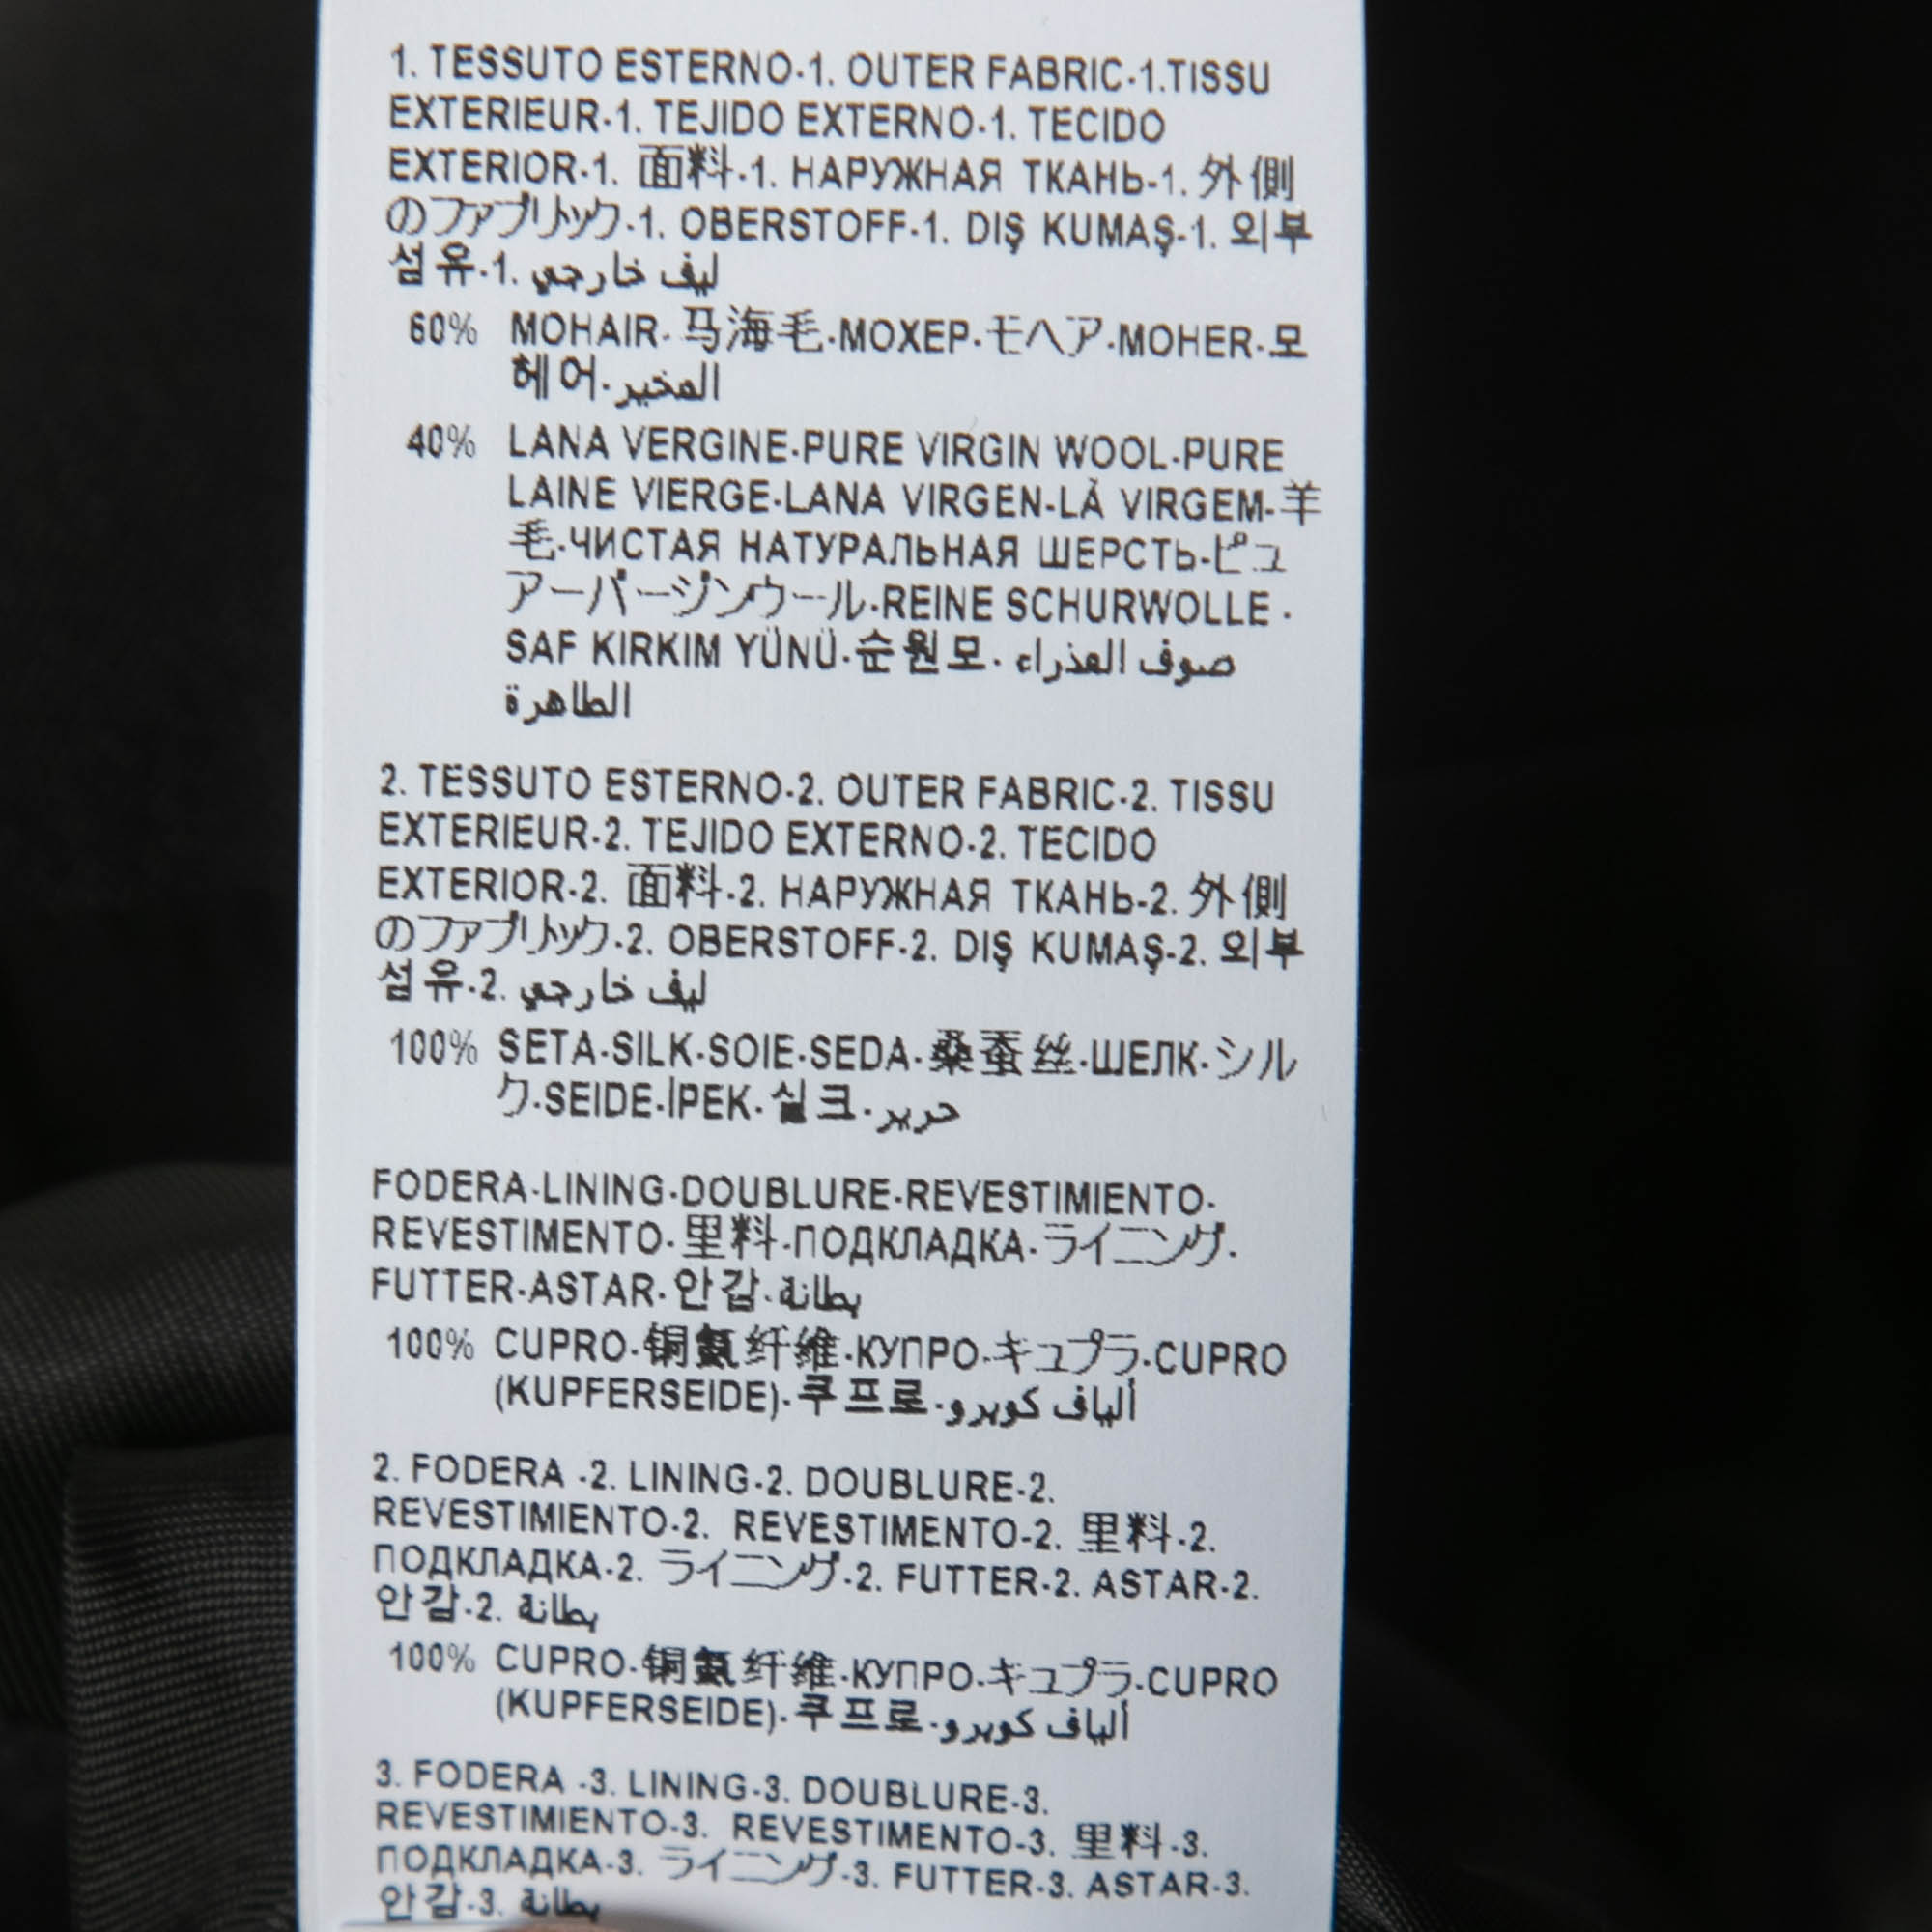 1. TESSUTO ESTERNO-1. OUTER FABRIC-1.TISSU
EXTERIEUR-1. TEJIDO EXTERNO-1. TECIDO
EXTERIOR-1. 面料-1. НАРУЖНАЯ ТКАНЬ-1. 外側
のファブリック-1. OBERSTOFF-1. DIŞ KUMAŞ-1. 외부
섬유-1. ليف خارجي
60% MOHAIR-马海毛-МОХЕР-モヘア-MOHER-모
헤어-المخير
40% LANA VERGINE-PURE VIRGIN WOOL-PURE
LAINE VIERGE-LANA VIRGEN-LÀ VIRGEM-羊
毛-ЧИСТАЯ НАТУРАЛЬНАЯ ШЕРСТЬ-ピュ
アーバージンウール-REINE SCHURWOLLE -
SAF KIRKIM YÜNÜ-순원모- صوف العذراء
الطاهرة
2. TESSUTO ESTERNO-2. OUTER FABRIC-2. TISSU
EXTERIEUR-2. TEJIDO EXTERNO-2. TECIDO
EXTERIOR-2. 面料-2. НАРУЖНАЯ ТКАНЬ-2. 外側
のファブリック-2. OBERSTOFF-2. DIŞ KUMAŞ-2. 외부
섬유-2. ليف خارجي
100% SETA-SILK-SOIE-SEDA-桑蚕丝-ШЕЛК-シル
ク-SEIDE-İPEK-실크-حرير
FODERA-LINING-DOUBLURE-REVESTIMIENTO-
REVESTIMENTO-里料-ПОДКЛАДКА-ライニング-
FUTTER-ASTAR-안감-بطانة
100% CUPRO-铜氨纤维-КУПРО-キュプラ-CUPRO
(KUPFERSEIDE)-쿠프로-ألياف كوبرو
2. FODERA -2. LINING-2. DOUBLURE-2.
REVESTIMIENTO-2. REVESTIMENTO-2. 里料-2.
ПОДКЛАДКА-2. ライニング-2. FUTTER-2. ASTAR-2.
안감-2. بطانة
100% CUPRO-铜氨纤维-КУПРО-キュプラ-CUPRO
(KUPFERSEIDE)-쿠프로-ألياف كوبرو
3. FODERA -3. LINING-3. DOUBLURE-3.
REVESTIMIENTO-3. REVESTIMENTO-3. 里料-3.
ПОДКЛАДКА-3. ライニング-3. FUTTER-3. ASTAR-3.
안감-3. بطانة